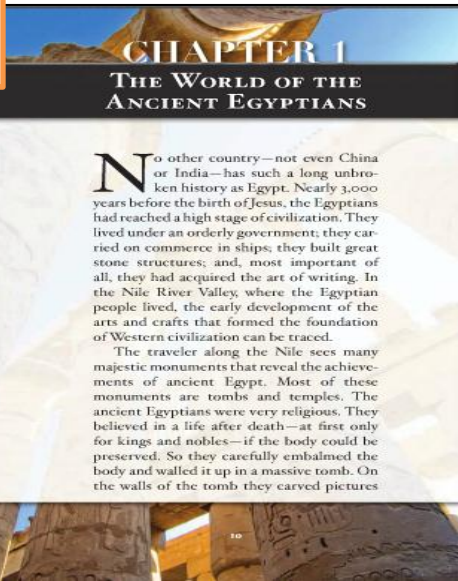 CHAPTER 1
THE WORLD OF THE
ANCIENT EGYPTIANS
No other country—not even China
or India—has such a long unbro-
ken history as Egypt. Nearly 3,000
years before the birth of Jesus, the Egyptians
had reached a high stage of civilization. They
lived under an orderly government; they car-
ried on commerce in ships; they built great
stone structures; and, most important of
all, they had acquired the art of writing. In
the Nile River Valley, where the Egyptian
people lived, the early development of the
arts and crafts that formed the foundation
of Western civilization can be traced.
The traveler along the Nile sees many
majestic monuments that reveal the achieve-
ments of ancient Egypt. Most of these
monuments are tombs and temples. The
ancient Egyptians were very religious. They
believed in a life after death—at first only
for kings and nobles—if the body could be
preserved. So they carefully embalmed the
body and walled it up in a massive tomb. On
the walls of the tomb they carved pictures
10